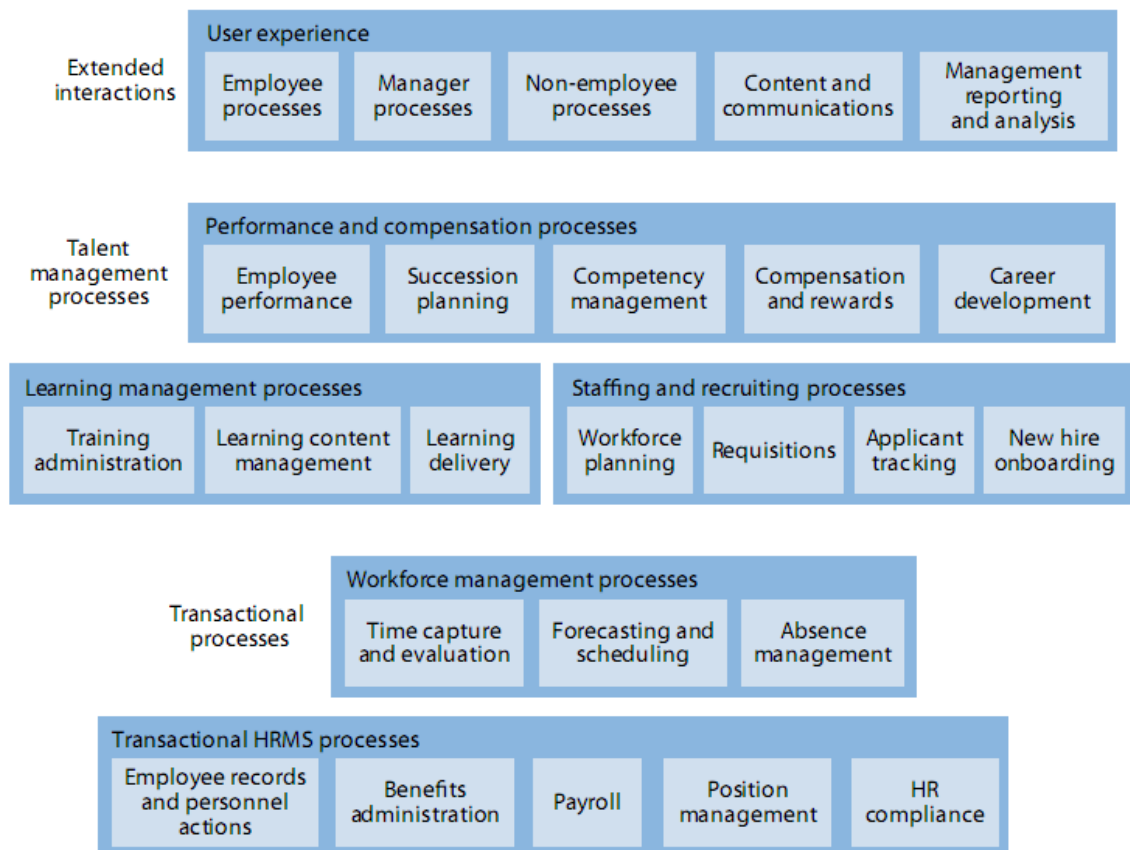 Extended
interactions
User experience
Employee
processes
Manager
processes
Non-employee
processes
Content and
communications
Management
reporting
and analysis
Talent
management
processes
Performance and compensation processes
Employee
performance
Succession
planning
Competency
management
Compensation
and rewards
Career
development
Learning management processes
Training
administration
Learning content
management
Learning
delivery
Staffing and recruiting processes
Workforce
planning
Requisitions
Applicant
tracking
New hire
onboarding
Transactional
processes
Workforce management processes
Time capture
and evaluation
Forecasting and
scheduling
Absence
management
Transactional HRMS processes
Employee records
and personnel
actions
Benefits
administration
Payroll
Position
management
HR
compliance